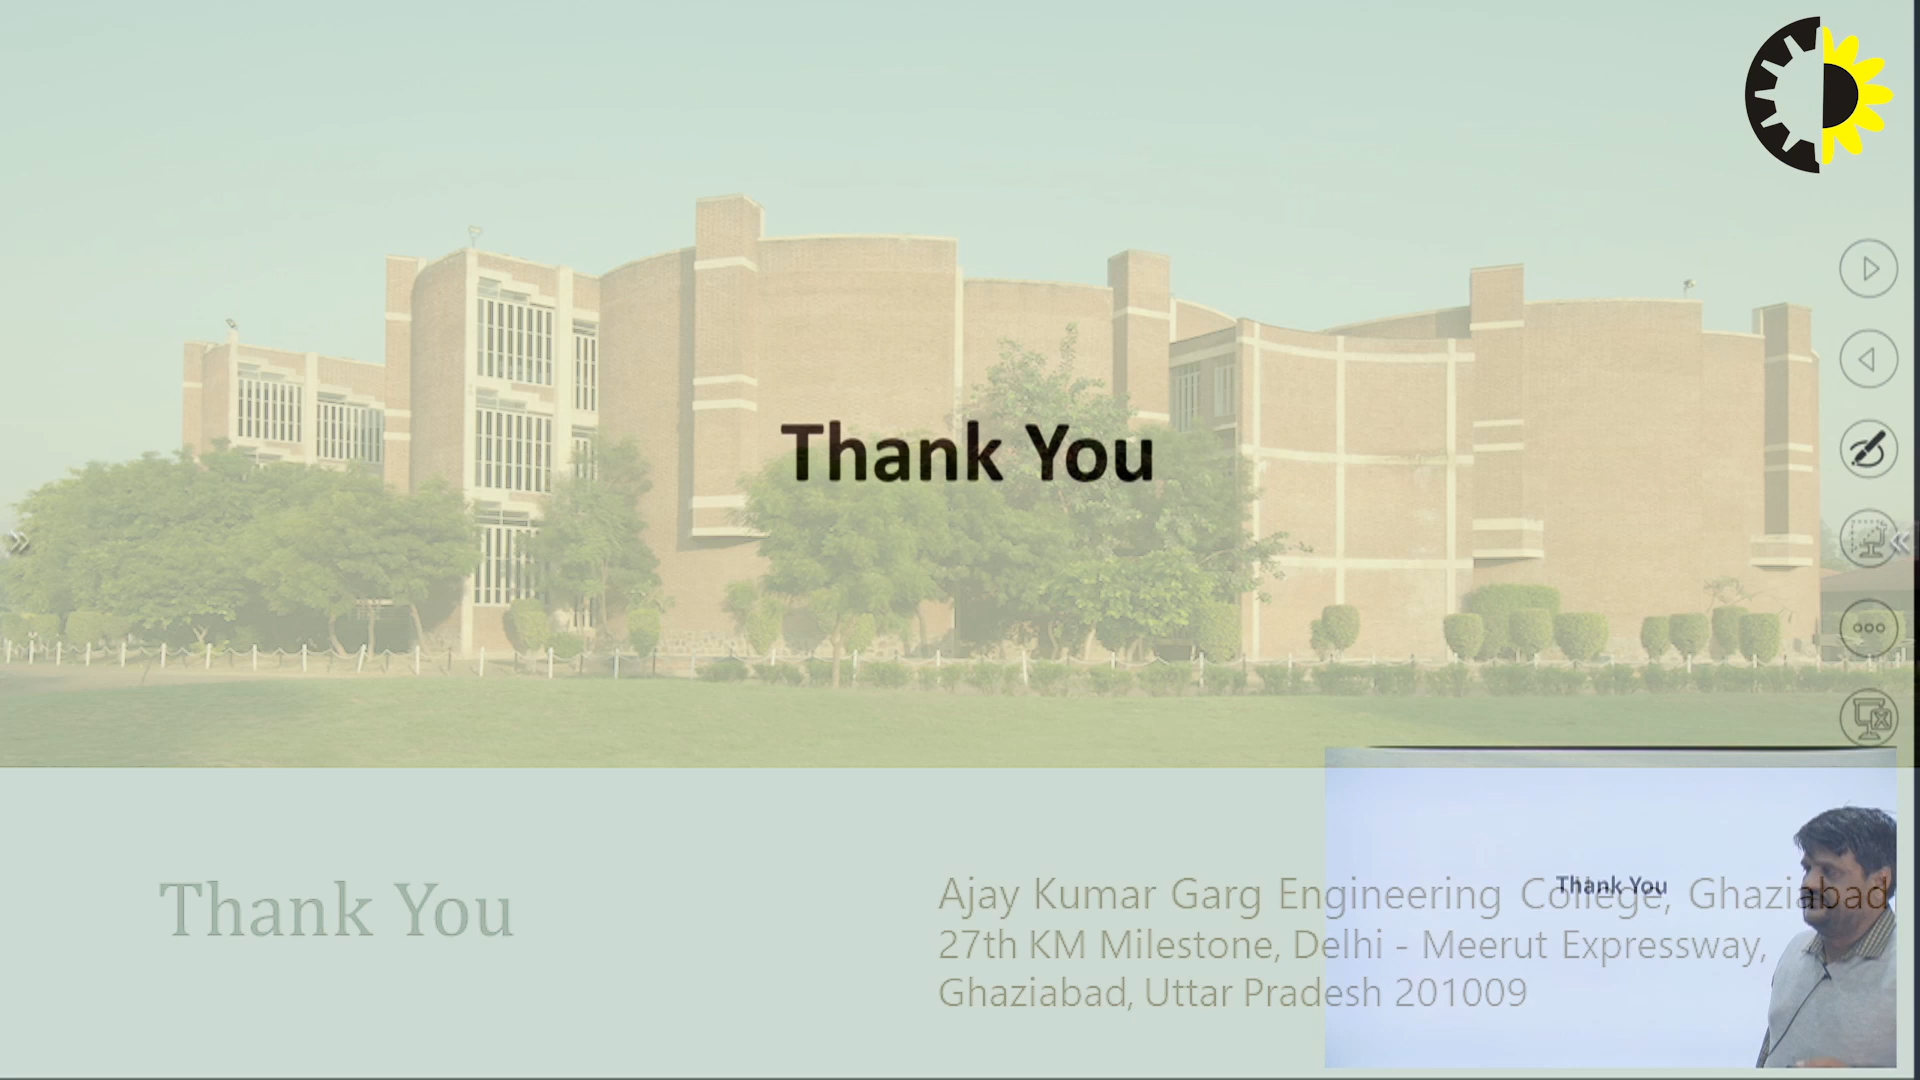 Thank You
Thank You
Thank You
Ajay Kumar Garg Engineering College, Ghaziabad
27th KM Milestone, Delhi - Meerut Expressway,
Ghaziabad, Uttar Pradesh 201009